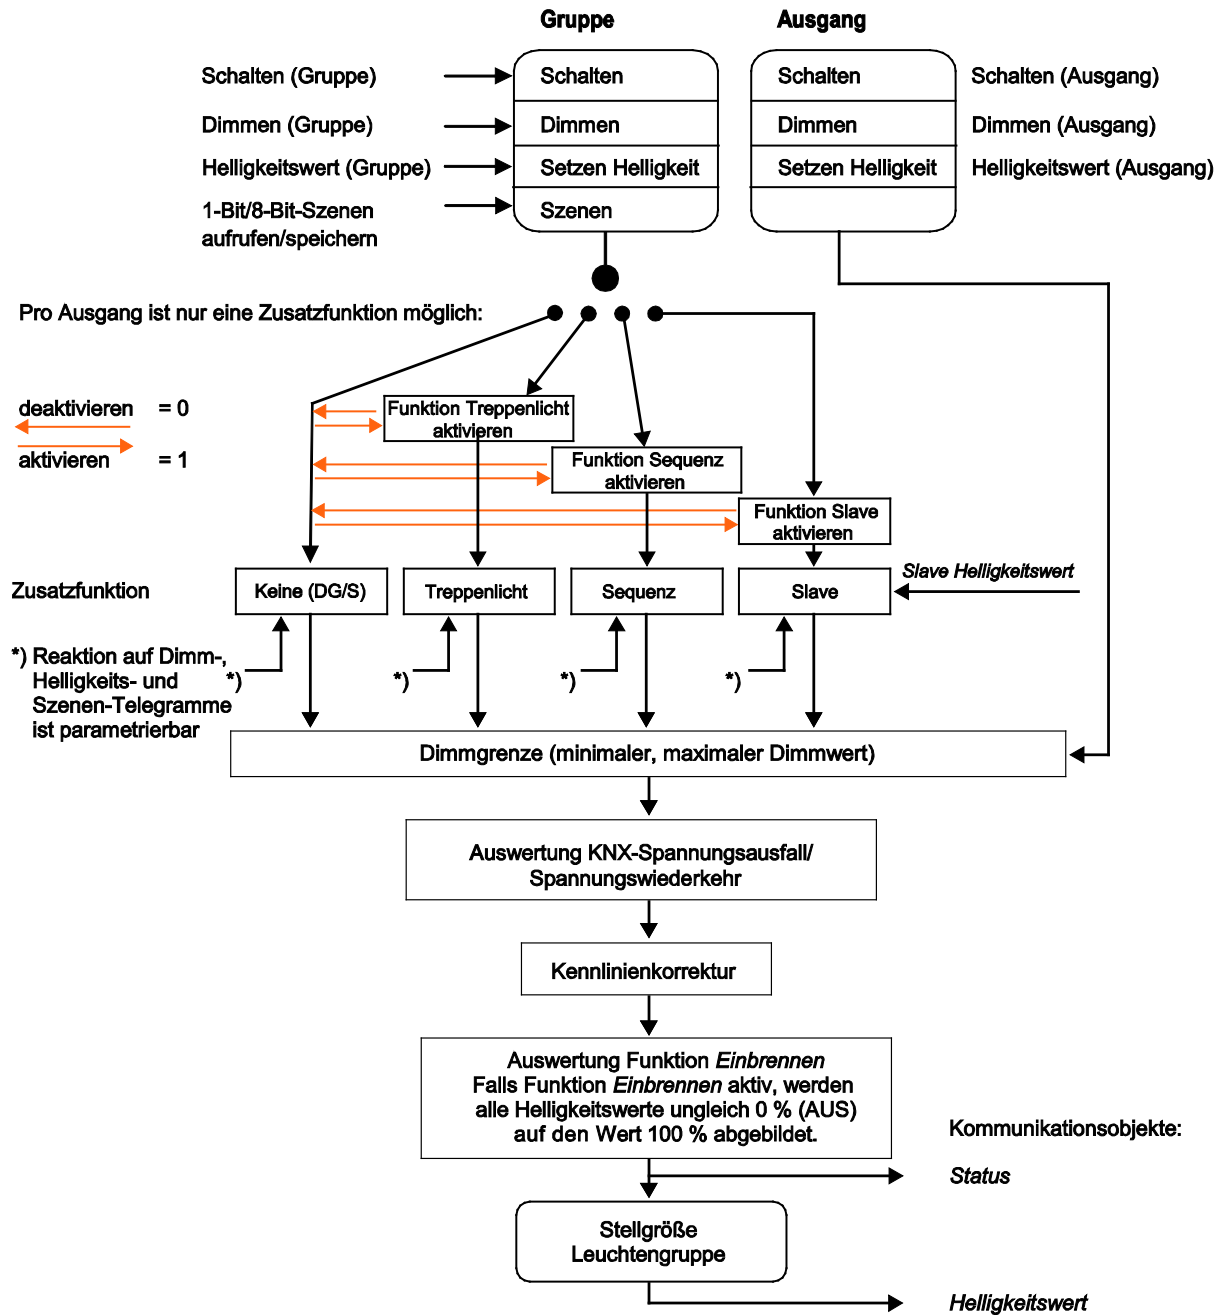 Gruppe
Ausgang
Schalten (Gruppe)
Schalten
Schalten
Schalten (Ausgang)
Dimmen (Gruppe)
Dimmen
Dimmen
Dimmen (Ausgang)
Helligkeitswert (Gruppe)
Setzen Helligkeit
Setzen Helligkeit
Helligkeitswert (Ausgang)
1-Bit/8-Bit-Szenen
aufrufen/speichern
Szenen
Pro Ausgang ist nur eine Zusatzfunktion möglich:
deaktivieren = 0
aktivieren = 1
Funktion Treppenlicht
aktivieren
Funktion Sequenz
aktivieren
Funktion Slave
aktivieren
Zusatzfunktion
Keine (DG/S)
Treppenlicht
Sequenz
Slave
Slave Helligkeitswert
*) Reaktion auf Dimm-,
Helligkeits- und
Szenen-Telegramme
ist parametrierbar
*)
*)
*)
*)
Dimmgrenze (minimaler, maximaler Dimmwert)
Auswertung KNX-Spannungsausfall/
Spannungswiederkehr
Kennlinienkorrektur
Auswertung Funktion Einbrennen
Falls Funktion Einbrennen aktiv, werden
alle Helligkeitswerte ungleich 0 % (AUS)
auf den Wert 100 % abgebildet.
Kommunikationsobjekte:
Status
Stellgröße
Leuchtengruppe
Helligkeitswert